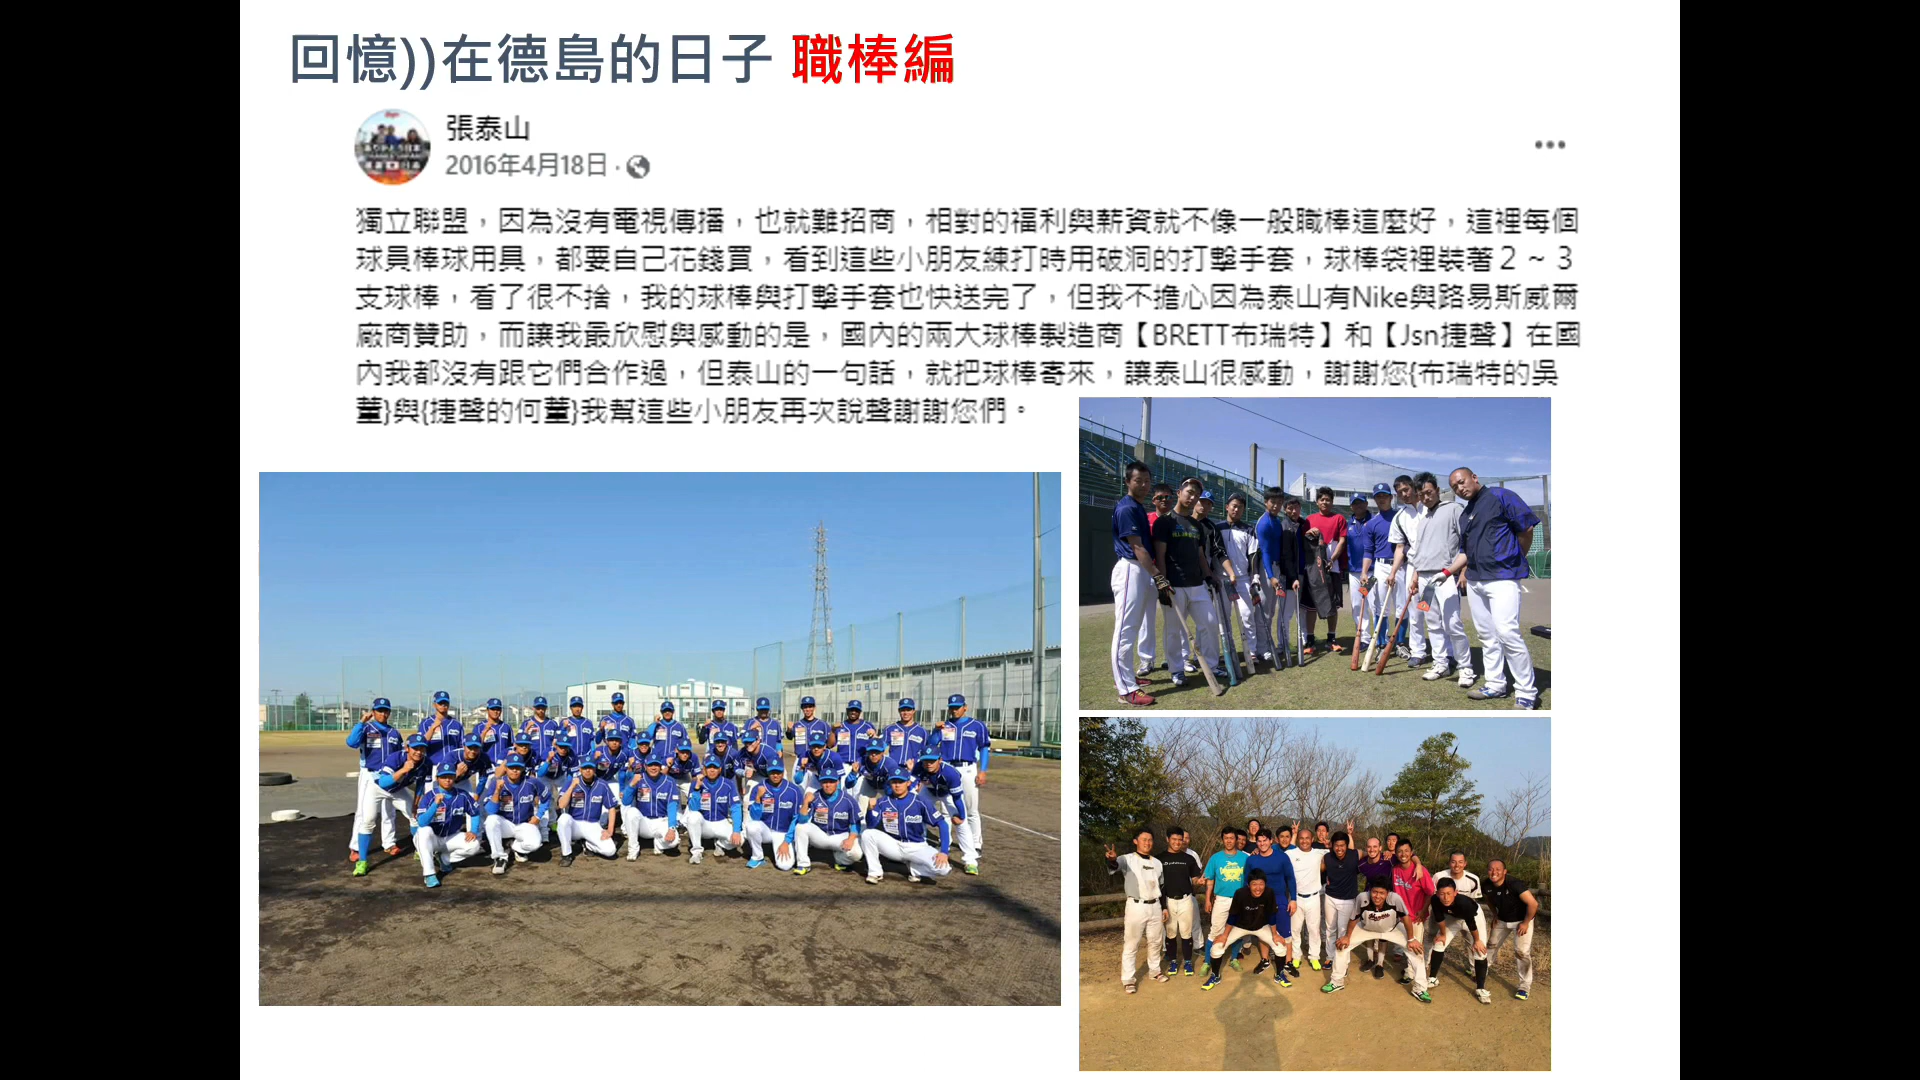 回憶))在德島的日子 職棒編
張泰山
2016年4月18日 ·
獨立聯盟，因為沒有電視傳播，也就難招商，相對的福利與薪資就不像一般職棒這麼好，這裡每個
球員棒球用具，都要自己花錢買，看到這些小朋友練打時用破洞的打擊手套，球棒袋裡裝著２～３
支球棒，看了很不捨，我的球棒與打擊手套也快送完了，但我不擔心因為泰山有Nike與路易斯威爾
廠商贊助，而讓我最欣慰與感動的是，國內的兩大球棒製造商【BRETT布瑞特】和【Jsn捷聲】在國
內我都沒有跟它們合作過，但泰山的一句話，就把球棒寄來，讓泰山很感動，謝謝您{布瑞特的吳
董}與{捷聲的何董}我幫這些小朋友再次說聲謝謝您們。